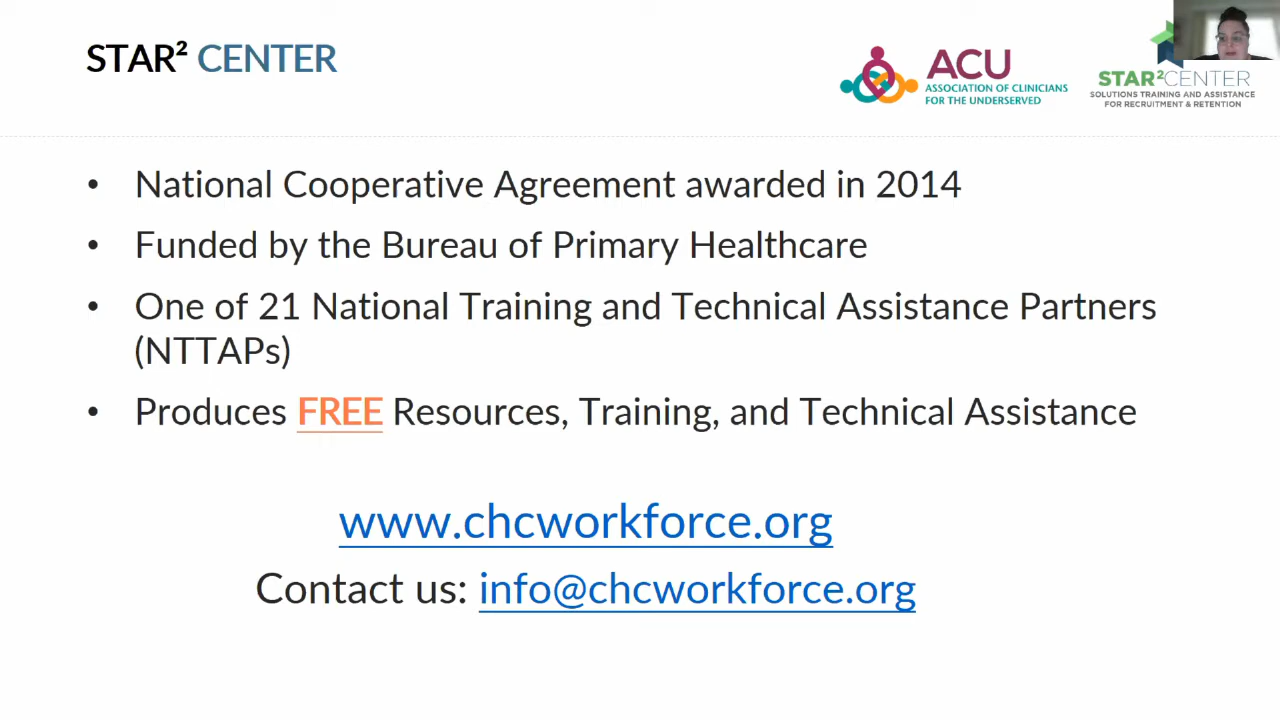 STAR² CENTER
ACU
ASSOCIATION OF CLINICIANS
FOR THE UNDERSERVED
STAR²CENTER
SOLUTIONS TRAINING AND ASSISTANCE
FOR RECRUITMENT & RETENTION
• National Cooperative Agreement awarded in 2014
• Funded by the Bureau of Primary Healthcare
• One of 21 National Training and Technical Assistance Partners
(NTTAPs)
• Produces FREE Resources, Training, and Technical Assistance
www.chcworkforce.org
Contact us: info@chcworkforce.org